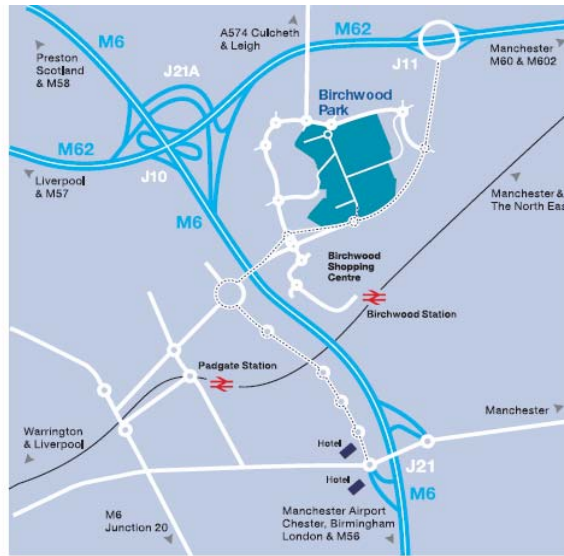 M6
A574 Culcheth
& Leigh
M62
Preston
Scotland
& M58
J21A
J11
Manchester
M60 & M602
Birchwood
Park
M62
J10
Liverpool
& M57
M6
Manchester &
The North East
Birchwood
Shopping
Centre
Birchwood Station
Padgate Station
Warrington
& Liverpool
Manchester
Hotel
J21
Hotel
M6
M6
Junction 20
Manchester Airport
Chester, Birmingham
London & M56